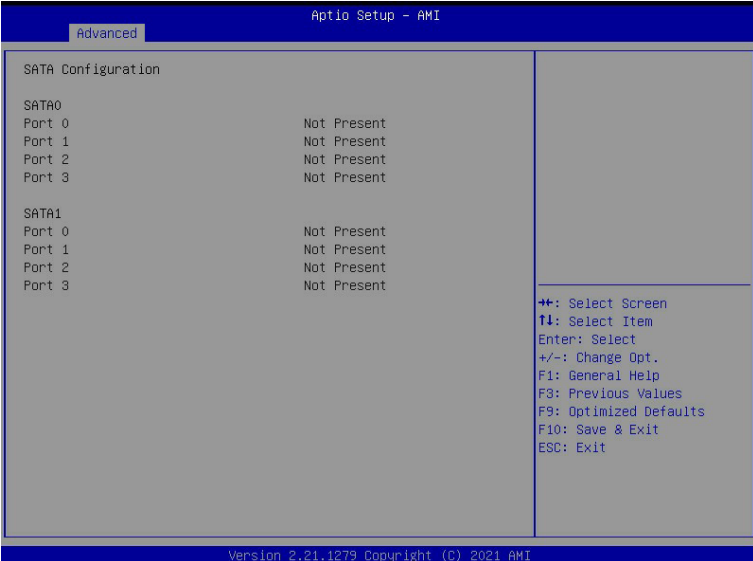 Aptio Setup – AMI
Advanced
SATA Configuration
SATA0
Port 0 Not Present
Port 1 Not Present
Port 2 Not Present
Port 3 Not Present
SATA1
Port 0 Not Present
Port 1 Not Present
Port 2 Not Present
Port 3 Not Present
→←: Select Screen
↑↓: Select Item
Enter: Select
+/-: Change Opt.
F1: General Help
F3: Previous Values
F9: Optimized Defaults
F10: Save & Exit
ESC: Exit
Version 2.21.1279 Copyright (C) 2021 AMI